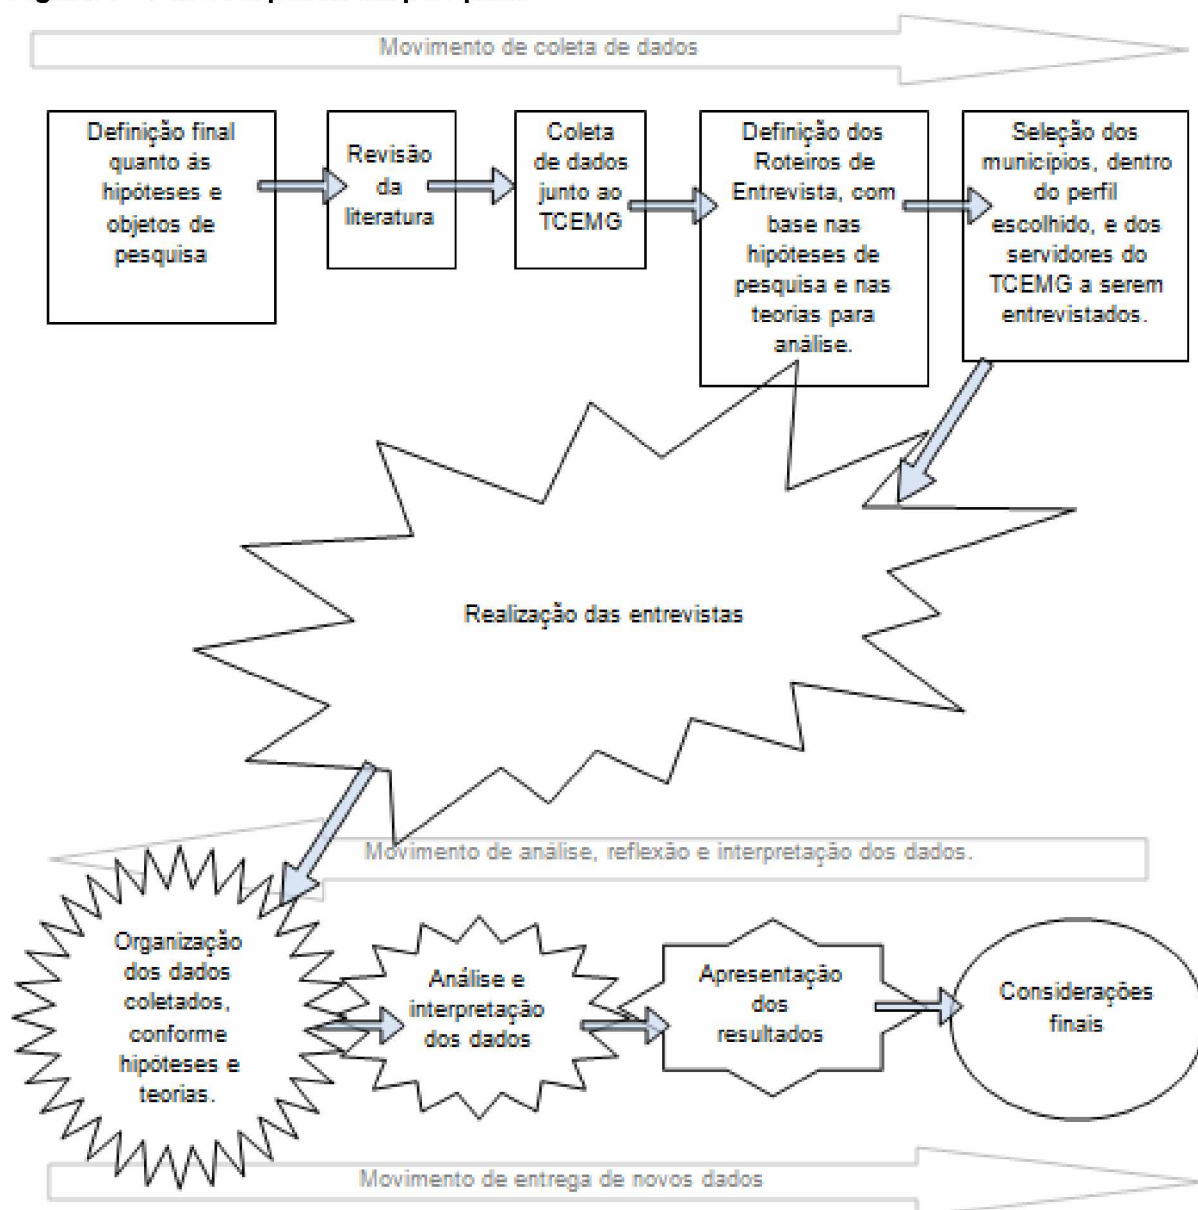 Movimento de coleta de dados
Definição final
quanto ás
hipóteses e
objetos de
pesquisa
Revisão
da
literatura
Coleta
de dados
junto ao
TCEMG
Definição dos
Roteiros de
Entrevista, com
base nas
hipóteses de
pesquisa e nas
teorias para
análise.
Seleção dos
municípios, dentro
do perfil
escolhido, e dos
servidores do
TCEMG a serem
entrevistados.
Realização das entrevistas
Movimento de análise, reflexão e interpretação dos dados.
Organização
dos dados
coletados,
conforme
hipóteses e
teorias.
Análise e
interpretação
dos dados
Apresentação
dos
resultados
Considerações
finais
Movimento de entrega de novos dados